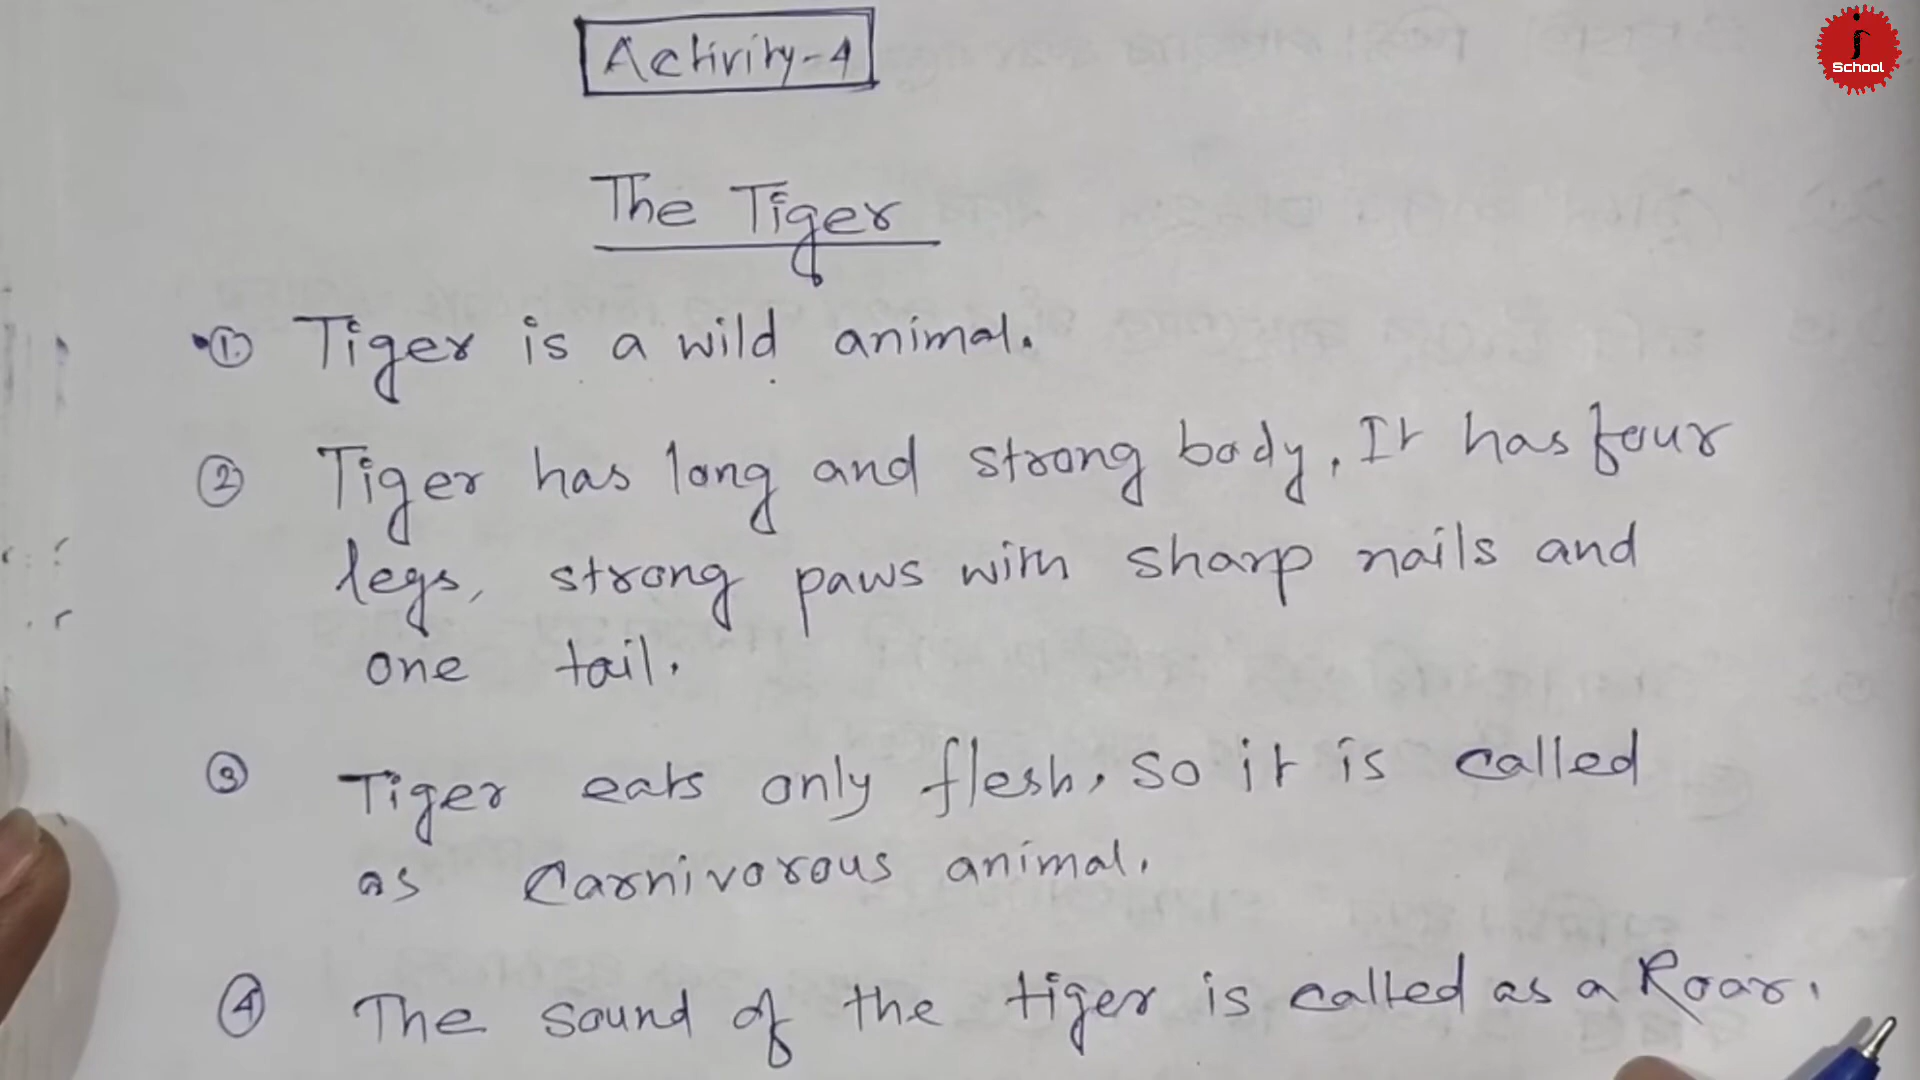 Activity-4
School
The Tiger
1. Tiger is a wild animal.
2 Tiger has long and strong body. It has four
legs, strong paws with sharp nails and
one tail.
3 Tiger eats only flesh, so it is called
as Carnivorous animal.
4 The sound of the tiger is called as a Roar.